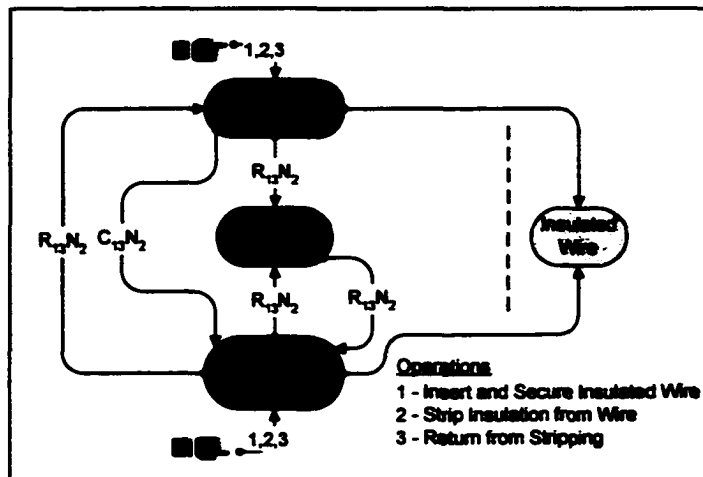 1,2,3
R₁₃N₂
Insulated
Wire
R₁₃N₂
C₁₃N₂
R₁₃N₂
R₁₃N₂
Operations
1 - Insert and Secure Insulated Wire
2 - Strip Insulation from Wire
3 - Return from Stripping
1,2,3